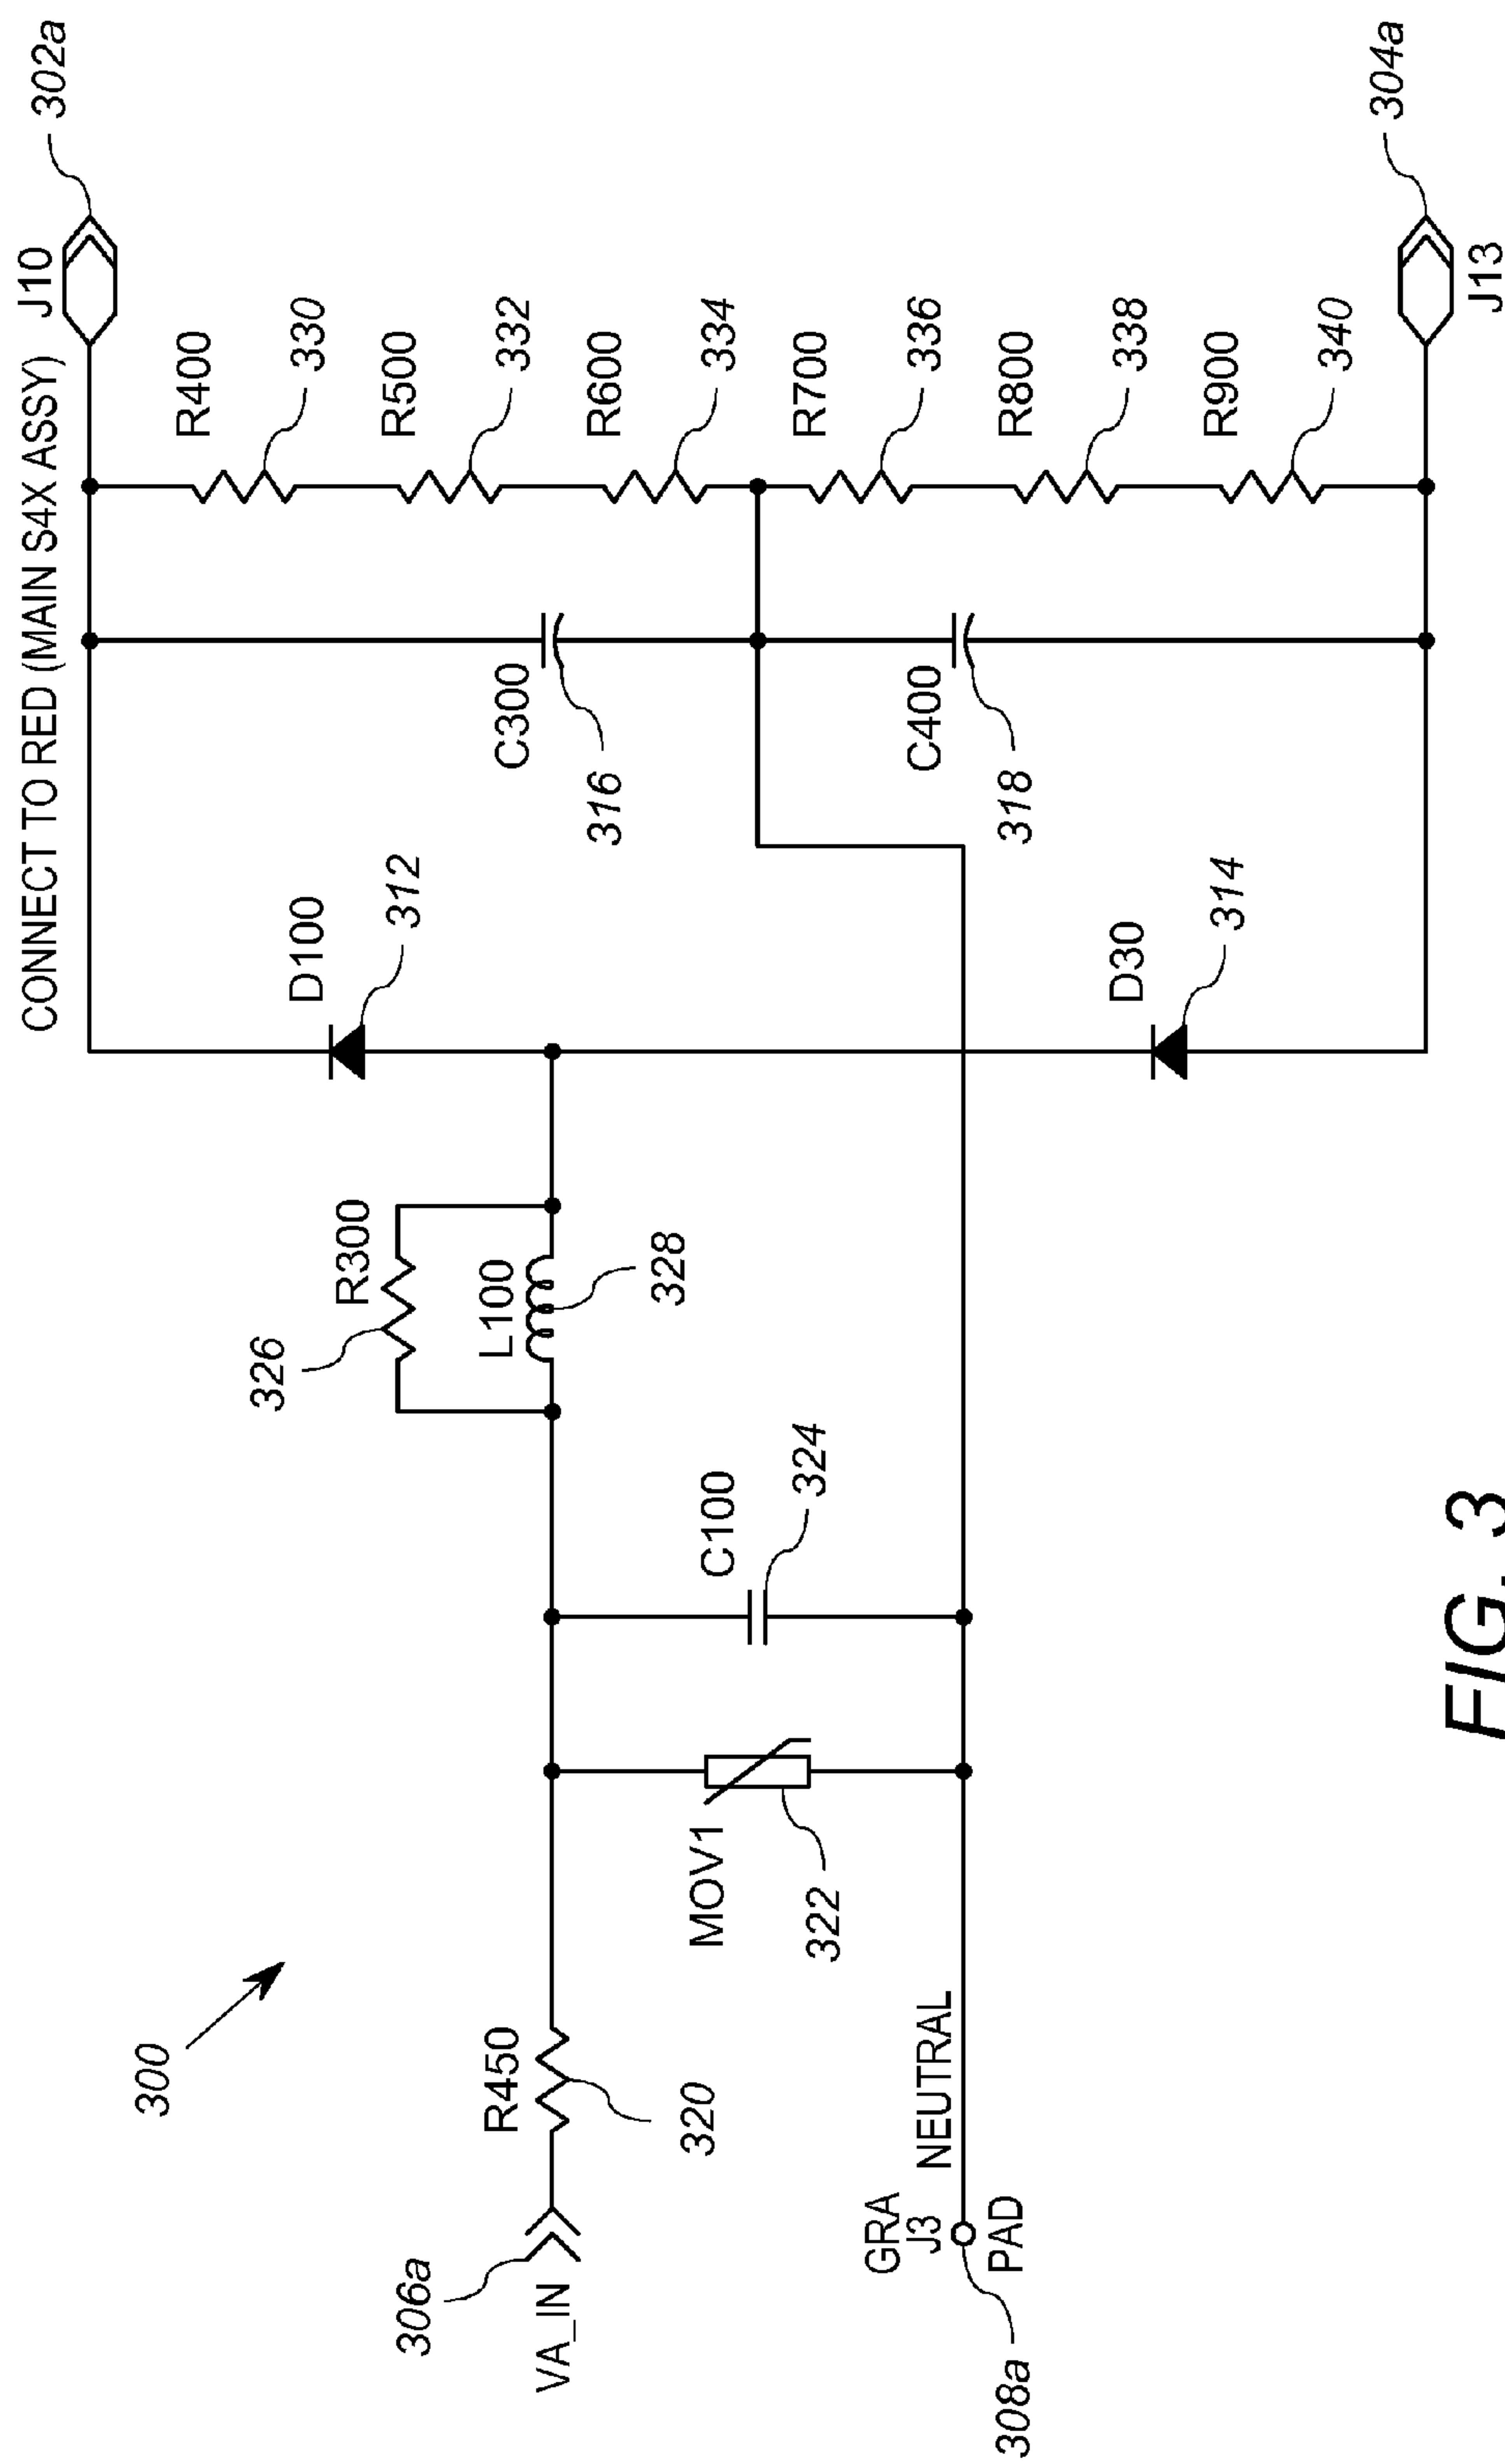 CONNECT TO RED (MAIN S4X ASSY)
J10
302a
R400
330
R500
332
C300
316
R600
334
R700
336
C400
318
R800
338
R900
340
J13
304a
D100
312
D30
314
R300
326
L100
328
C100
324
MOV1
322
300
R450
320
306a
VA_IN
NEUTRAL
GRA
J3
PAD
308a
FIG. 3